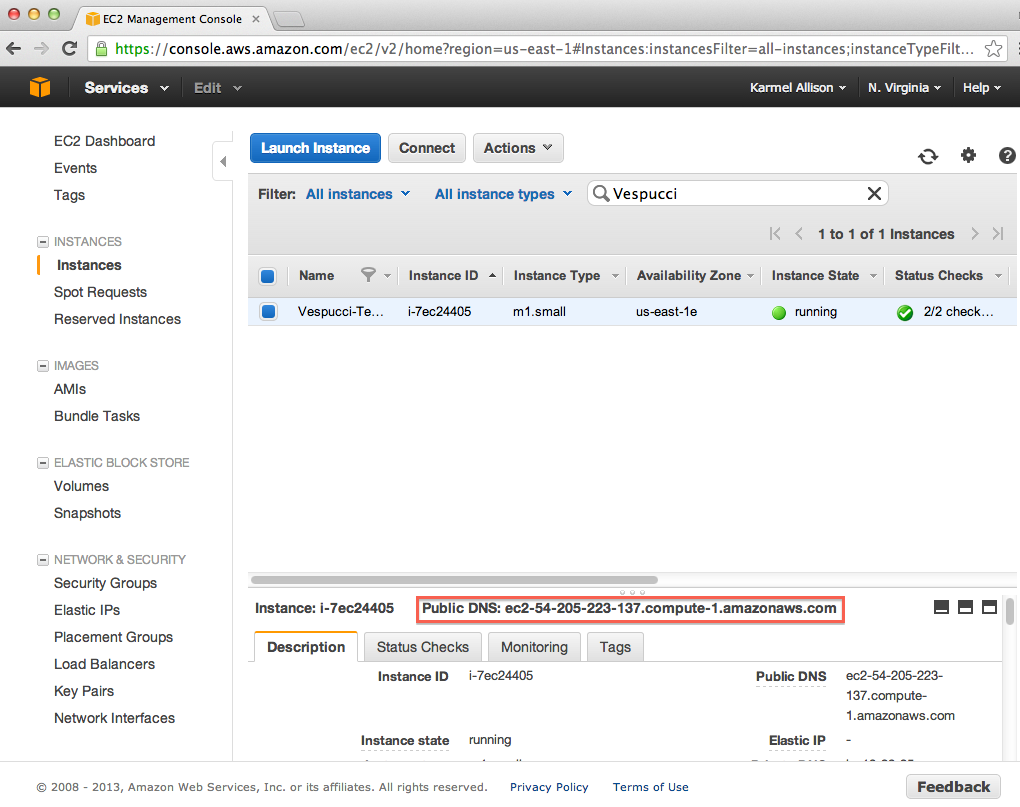 EC2 Management Console
https://console.aws.amazon.com/ec2/v2/home?region=us-east-1#Instances:instancesFilter=all-instances;instanceTypeFilt...
Services Edit Karmel Allison N. Virginia Help
EC2 Dashboard
Events
Tags
INSTANCES
Instances
Spot Requests
Reserved Instances
IMAGES
AMIs
Bundle Tasks
ELASTIC BLOCK STORE
Volumes
Snapshots
NETWORK & SECURITY
Security Groups
Elastic IPs
Placement Groups
Load Balancers
Key Pairs
Network Interfaces
Launch Instance Connect Actions
Filter: All instances All instance types Vespucci
1 to 1 of 1 Instances
Name Instance ID Instance Type Availability Zone Instance State Status Checks
Vespucci-Te... i-7ec24405 m1.small us-east-1e running 2/2 check...
Instance: i-7ec24405 Public DNS: ec2-54-205-223-137.compute-1.amazonaws.com
Description Status Checks Monitoring Tags
Instance ID i-7ec24405 Public DNS ec2-54-205-223-
137.compute-
1.amazonaws.com
Instance state running Elastic IP -
© 2008 - 2013, Amazon Web Services, Inc. or its affiliates. All rights reserved. Privacy Policy Terms of Use Feedback